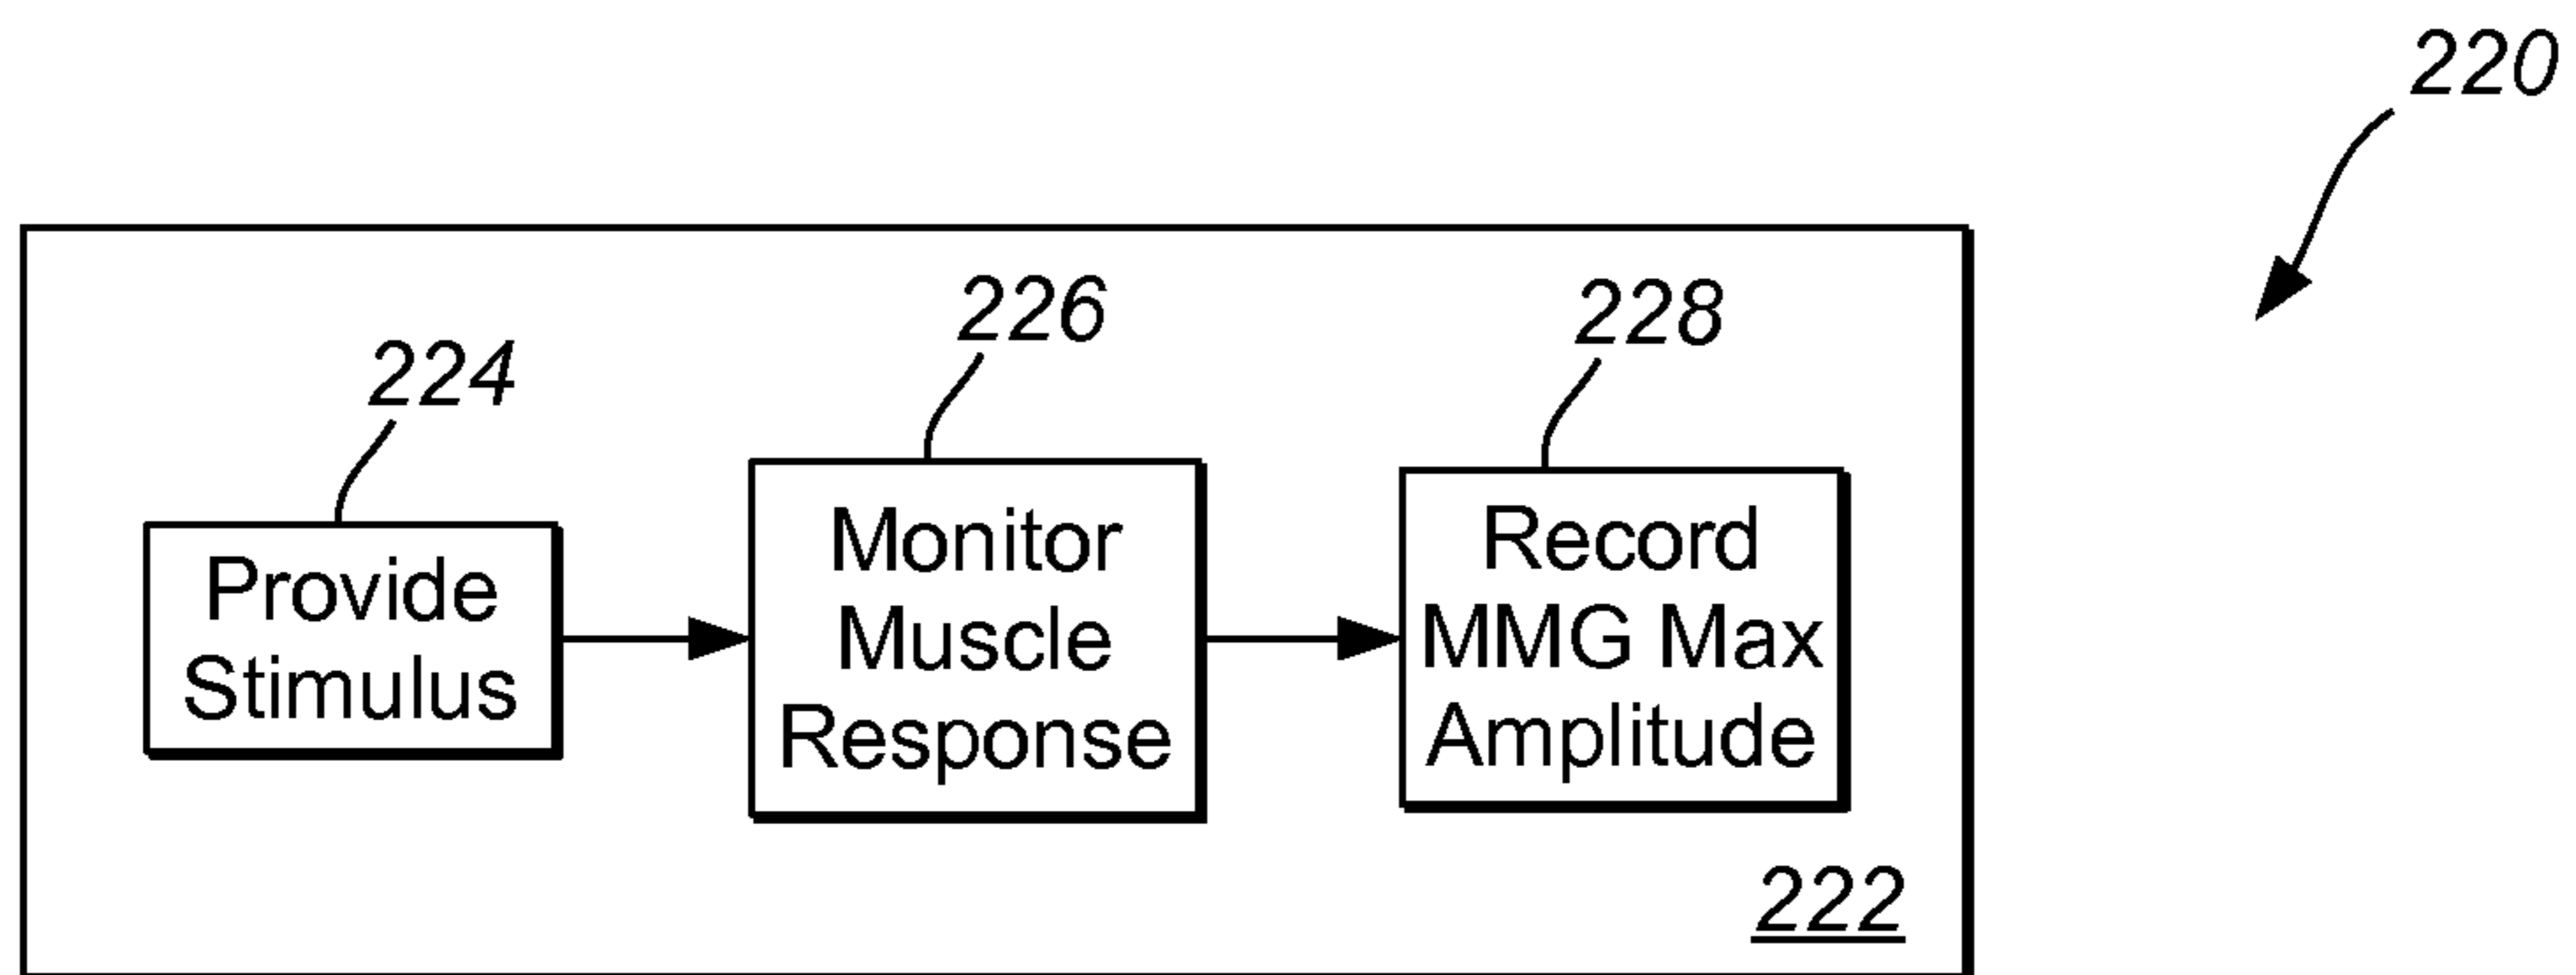 220
224
226
228
Provide
Stimulus
Monitor
Muscle
Response
Record
MMG Max
Amplitude
222